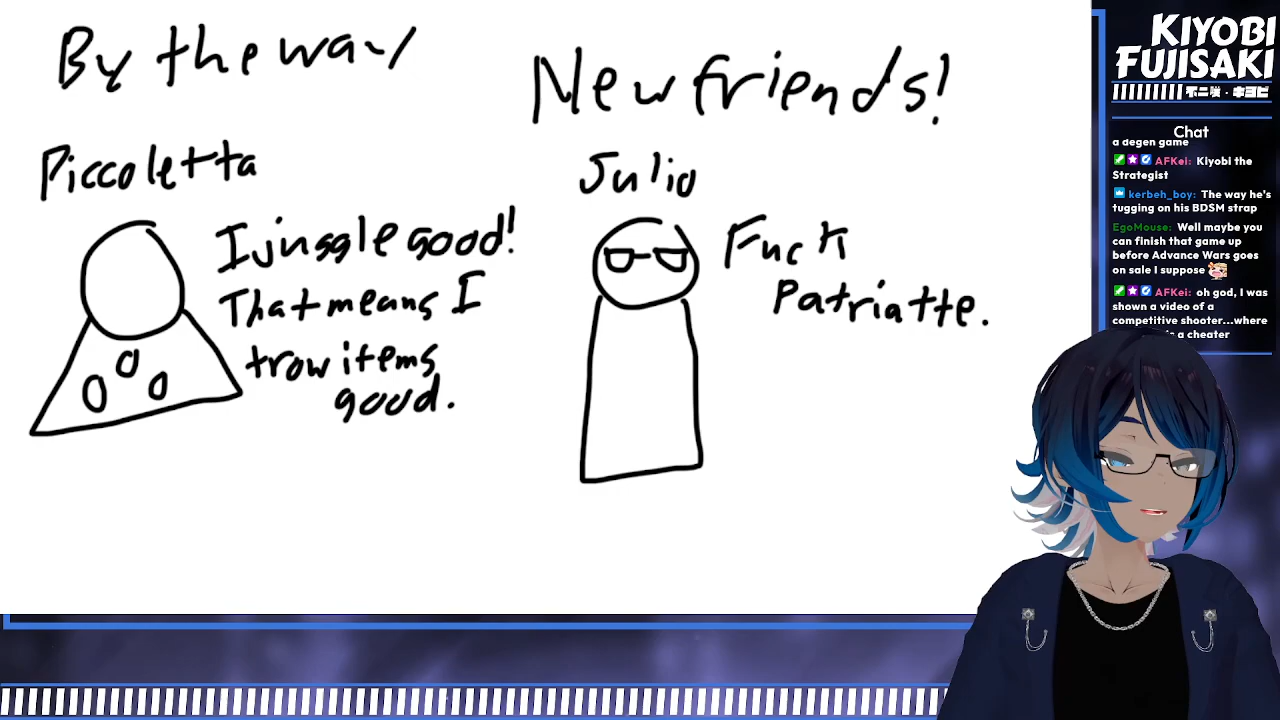 By the way
New friends!
Piccoletta
I jinggle good!
That means I
trow items
good.
Julio
Fuck
Patriatte.
KIYOBI
FUJISAKI
Chat
a degen game
AFKei: Kiyobi the
Strategist
kerbeh_boy: The way he's
tugging on his BDSM strap
EgoMouse: Well maybe you
can finish that game up
before Advance Wars goes
on sale I suppose
AFKei: oh god, I was
shown a video of a
competitive shooter...where
a cheater